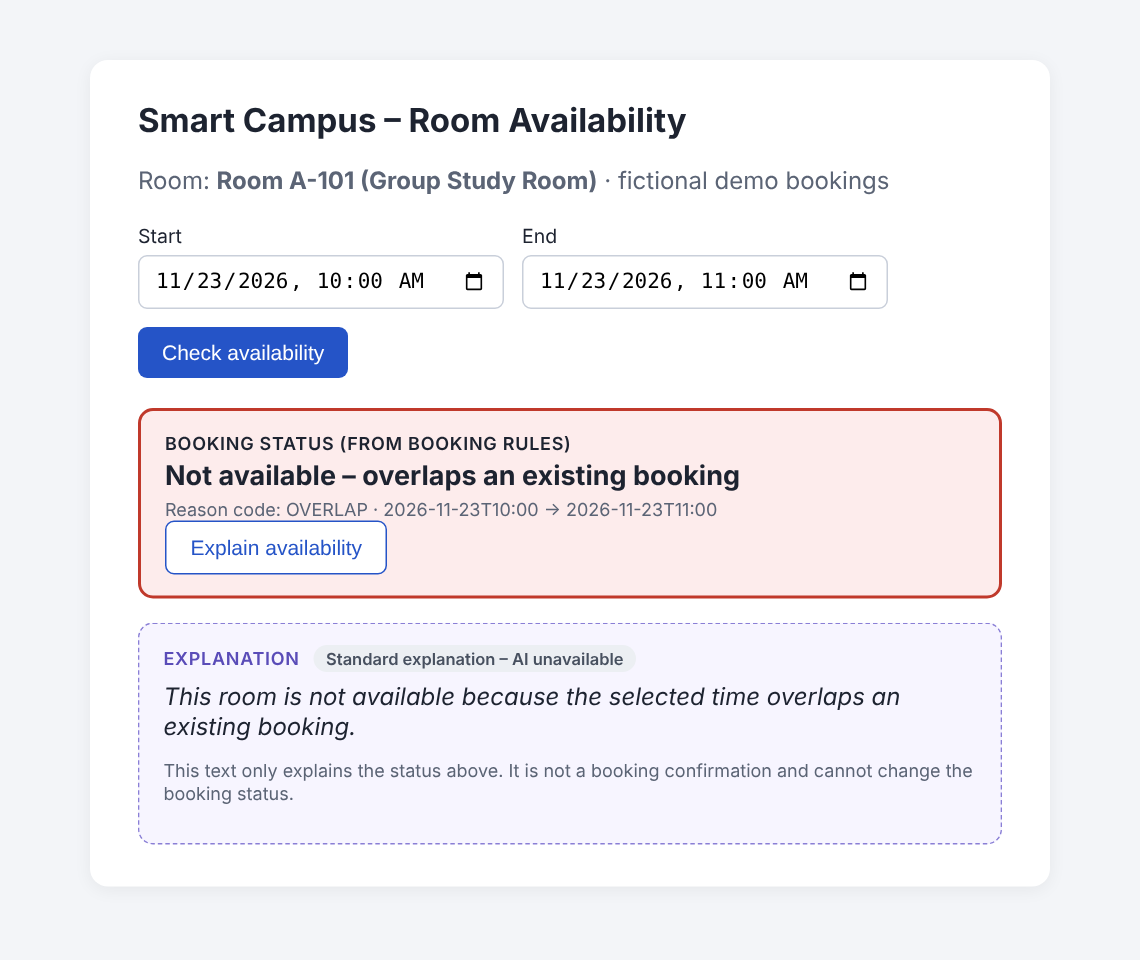 Smart Campus – Room Availability
Room: Room A-101 (Group Study Room) · fictional demo bookings
Start
End
11/23/2026, 10:00 AM
11/23/2026, 11:00 AM
Check availability
BOOKING STATUS (FROM BOOKING RULES)
Not available – overlaps an existing booking
Reason code: OVERLAP · 2026-11-23T10:00 → 2026-11-23T11:00
Explain availability
EXPLANATION Standard explanation – AI unavailable
This room is not available because the selected time overlaps an
existing booking.
This text only explains the status above. It is not a booking confirmation and cannot change the
booking status.